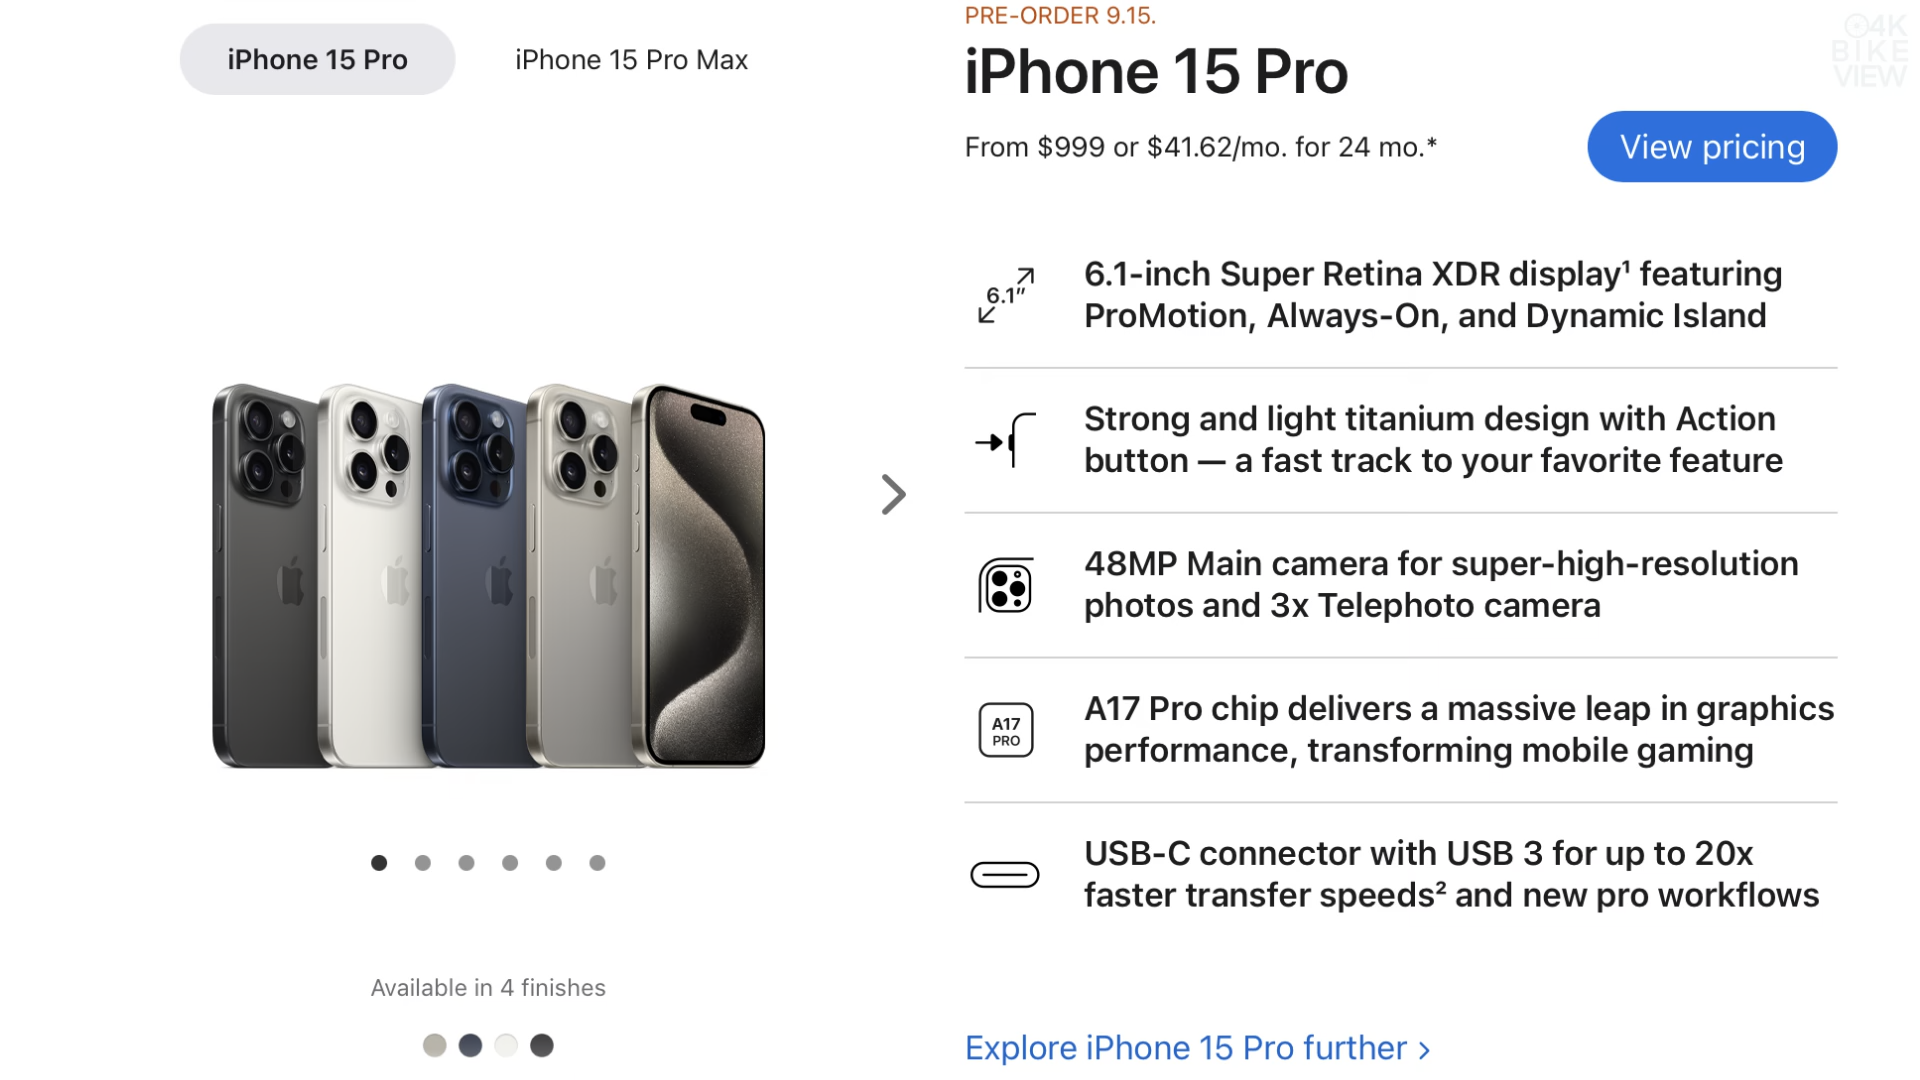 iPhone 15 Pro
iPhone 15 Pro Max
PRE-ORDER 9.15.
iPhone 15 Pro
From $999 or $41.62/mo. for 24 mo.*
View pricing
6.1″
6.1-inch Super Retina XDR display¹ featuring
ProMotion, Always-On, and Dynamic Island
Strong and light titanium design with Action
button — a fast track to your favorite feature
48MP Main camera for super-high-resolution
photos and 3x Telephoto camera
A17
PRO
A17 Pro chip delivers a massive leap in graphics
performance, transforming mobile gaming
USB-C connector with USB 3 for up to 20x
faster transfer speeds² and new pro workflows
Available in 4 finishes
Explore iPhone 15 Pro further >
4K
BIKE
VIEW